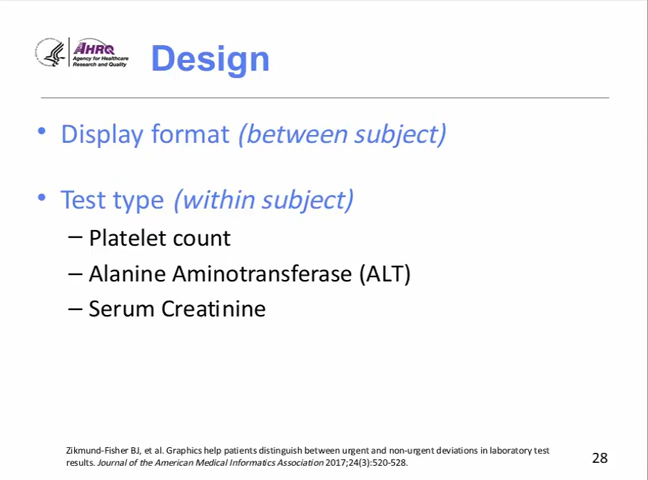 AHRQ
Agency for Healthcare
Research and Quality
Design
• Display format (between subject)
• Test type (within subject)
– Platelet count
– Alanine Aminotransferase (ALT)
– Serum Creatinine
Zikmund-Fisher BJ, et al. Graphics help patients distinguish between urgent and non-urgent deviations in laboratory test
results. Journal of the American Medical Informatics Association 2017;24(3):520-528.
28